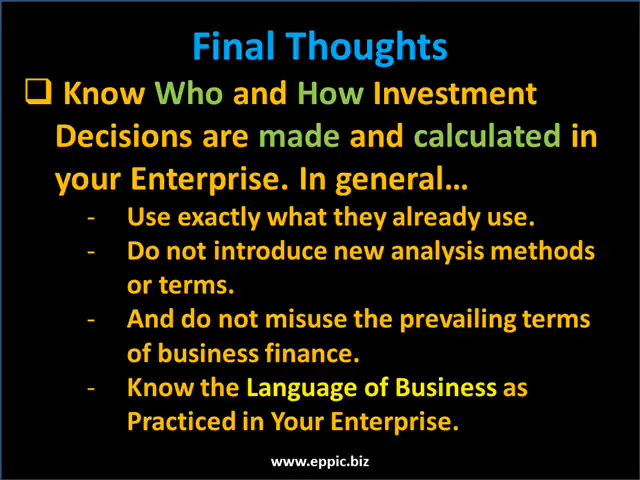 Final Thoughts
❑ Know Who and How Investment
Decisions are made and calculated in
your Enterprise. In general…
- Use exactly what they already use.
- Do not introduce new analysis methods
or terms.
- And do not misuse the prevailing terms
of business finance.
- Know the Language of Business as
Practiced in Your Enterprise.
www.eppic.biz